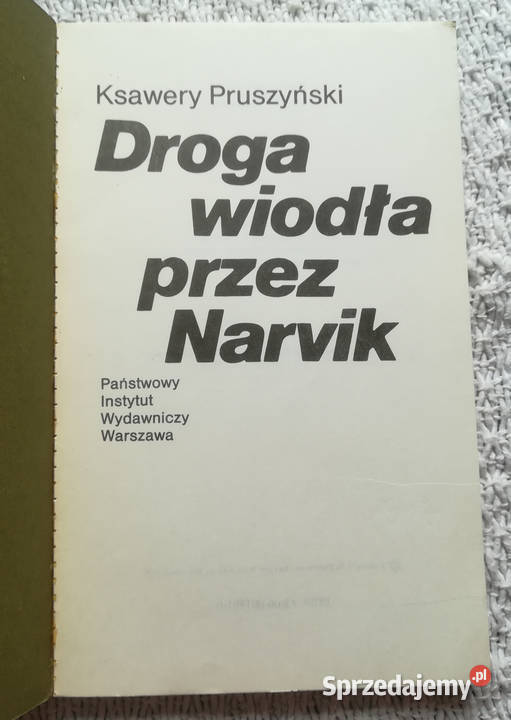 Ksawery Pruszyński
Droga
wiodła
przez
Narvik
Państwowy
Instytut
Wydawniczy
Warszawa
Sprzedajemy.pl